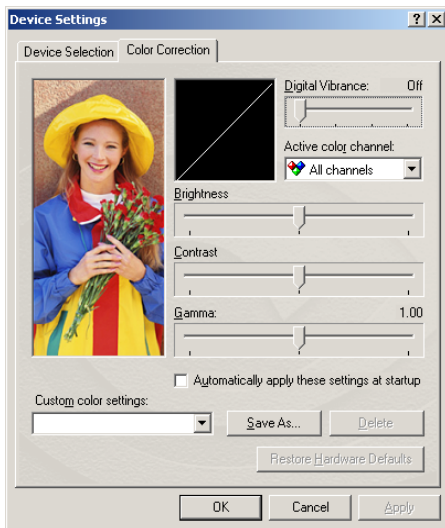 Device Settings
Device Selection
Color Correction
Digital Vibrance: Off
Active color channel:
All channels
Brightness
Contrast
Gamma: 1.00
Automatically apply these settings at startup
Custom color settings:
Save As...
Delete
Restore Hardware Defaults
OK
Cancel
Apply